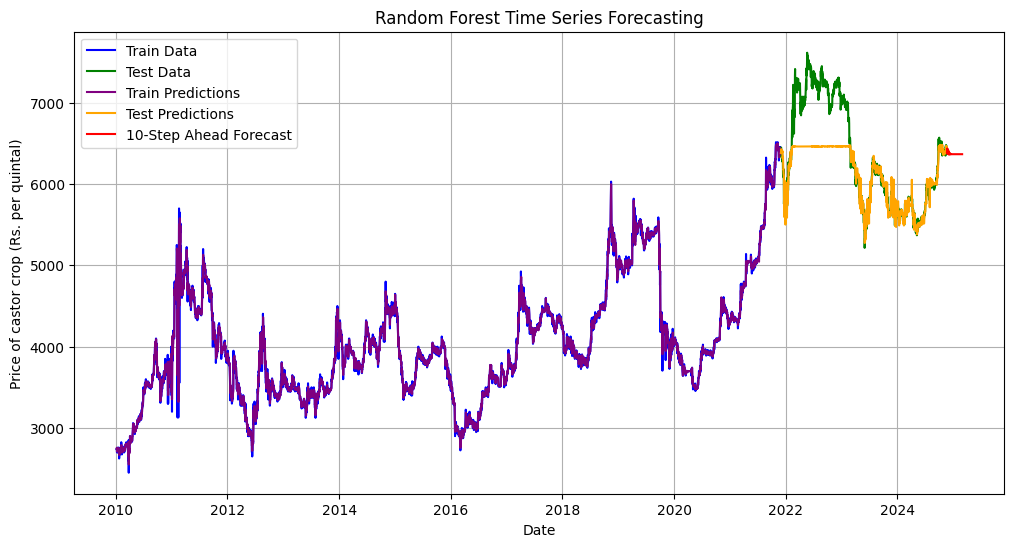 Random Forest Time Series Forecasting
Train Data
Test Data
Train Predictions
Test Predictions
10-Step Ahead Forecast
Price of castor crop (Rs. per quintal)
7000
6000
5000
4000
3000
2010
2012
2014
2016
2018
2020
2022
2024
Date